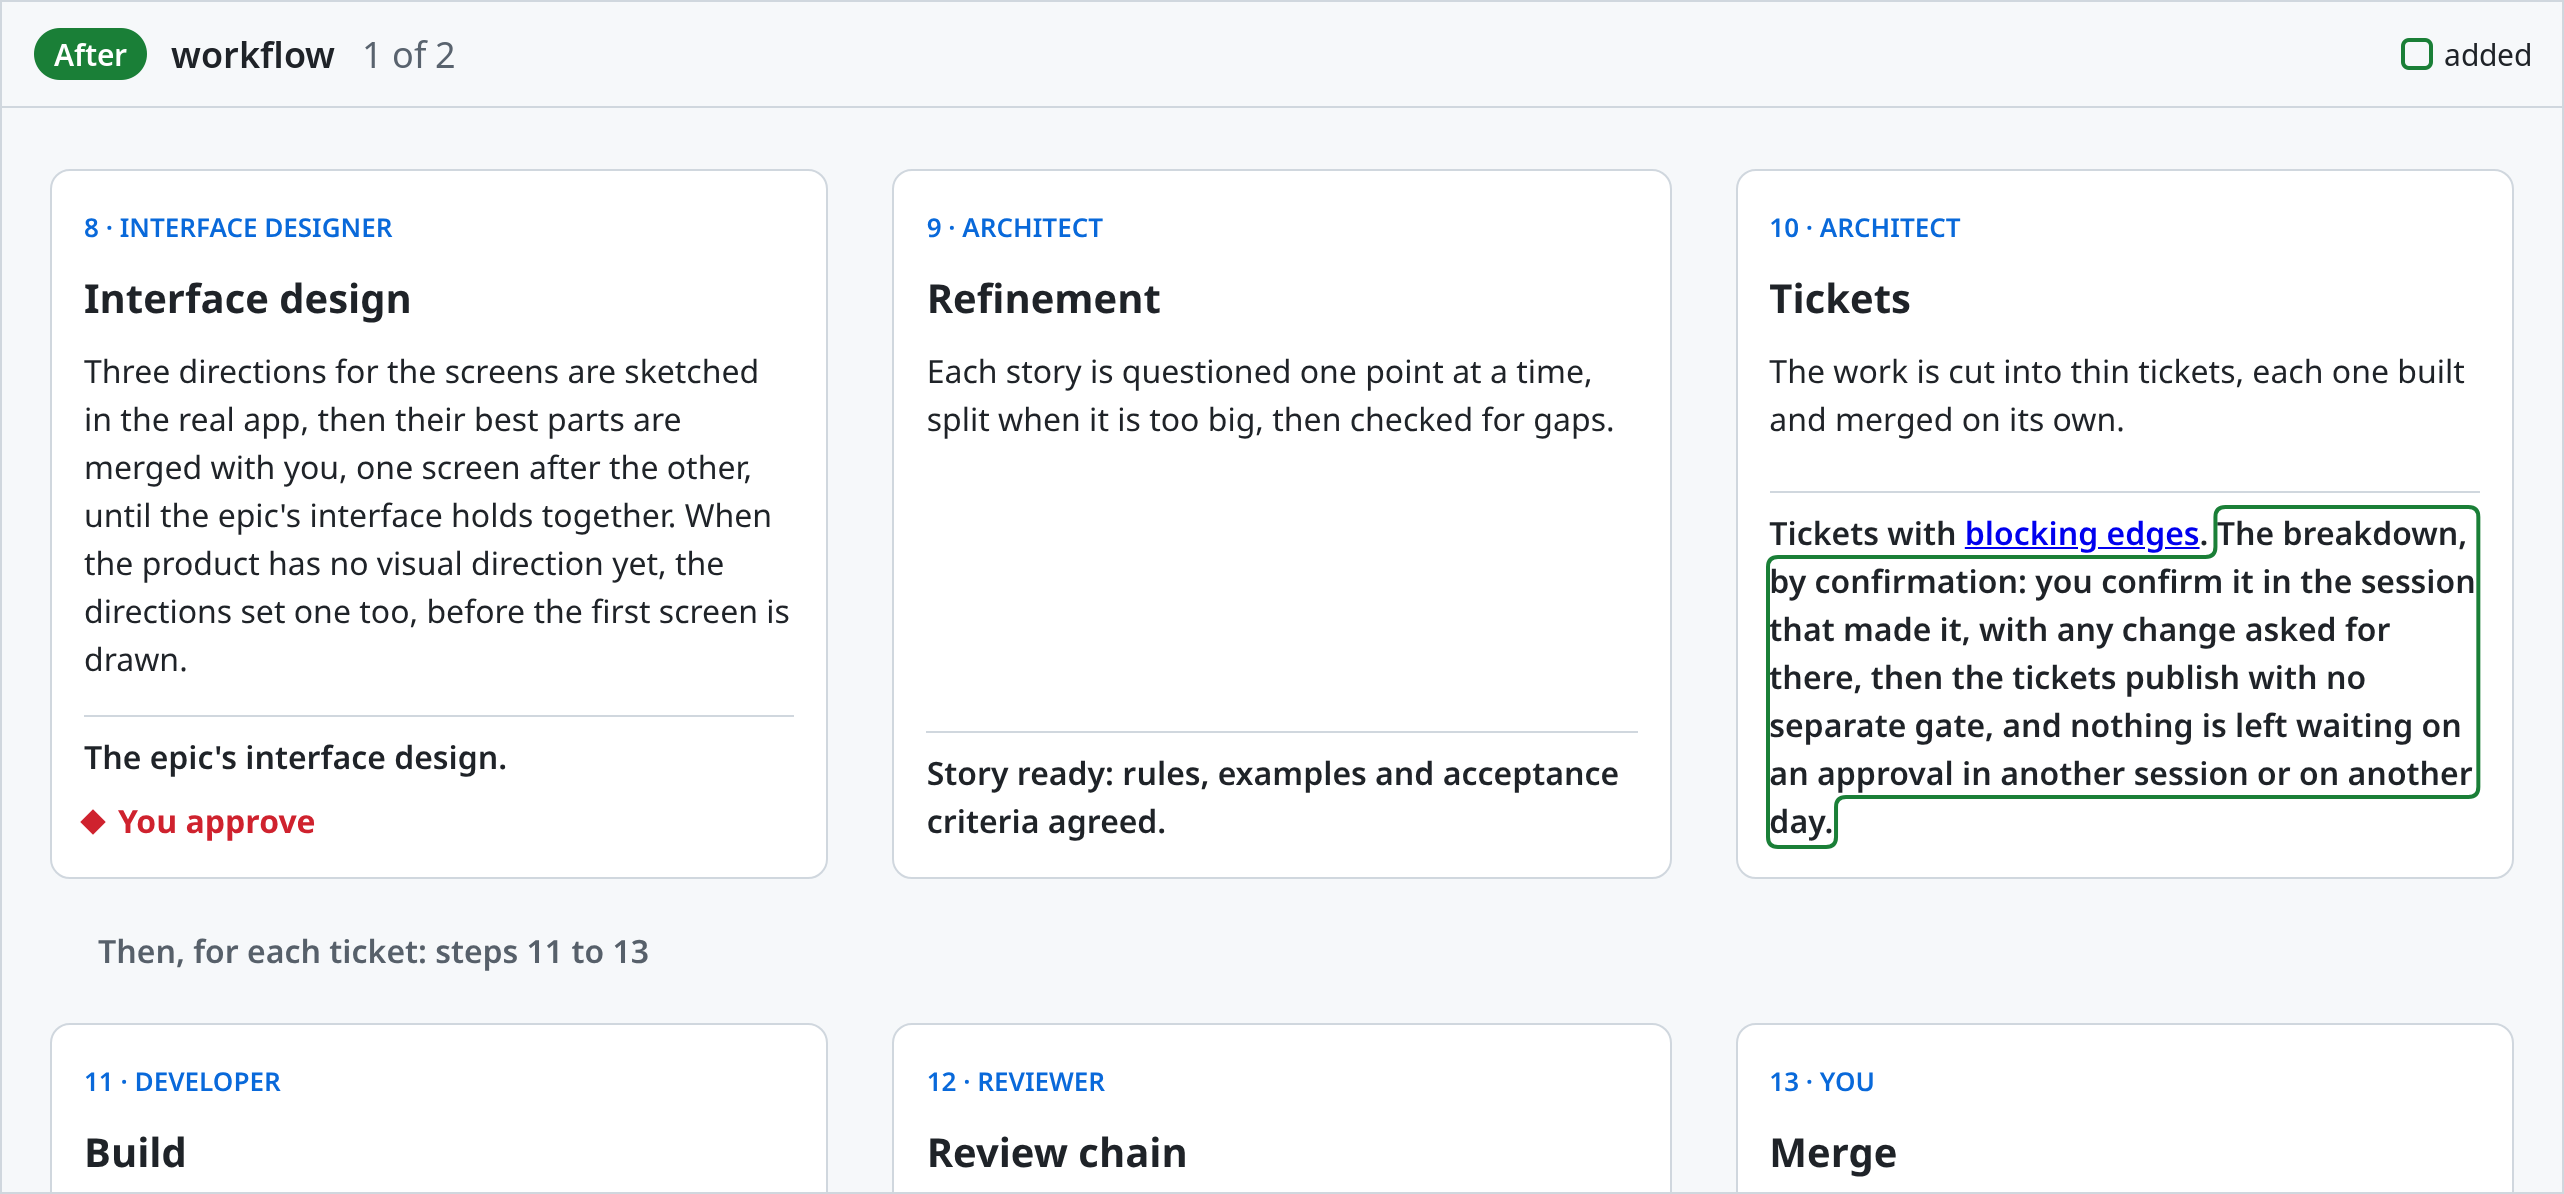 After workflow 1 of 2
added
8 · INTERFACE DESIGNER
Interface design
Three directions for the screens are sketched
in the real app, then their best parts are
merged with you, one screen after the other,
until the epic's interface holds together. When
the product has no visual direction yet, the
directions set one too, before the first screen is
drawn.
The epic's interface design.
◆ You approve
9 · ARCHITECT
Refinement
Each story is questioned one point at a time,
split when it is too big, then checked for gaps.
Story ready: rules, examples and acceptance
criteria agreed.
10 · ARCHITECT
Tickets
The work is cut into thin tickets, each one built
and merged on its own.
Tickets with blocking edges. The breakdown,
by confirmation: you confirm it in the session
that made it, with any change asked for
there, then the tickets publish with no
separate gate, and nothing is left waiting on
an approval in another session or on another
day.
Then, for each ticket: steps 11 to 13
11 · DEVELOPER
Build
12 · REVIEWER
Review chain
13 · YOU
Merge